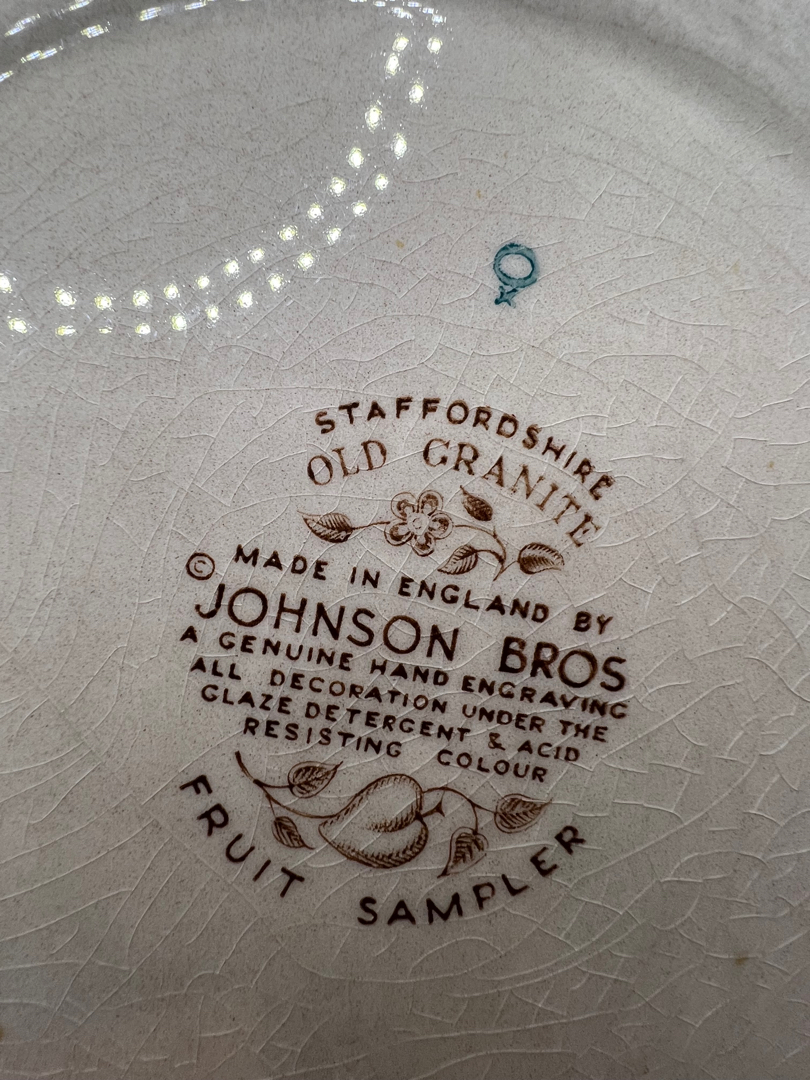 STAFFORDSHIRE
OLD GRANITE
© MADE IN ENGLAND BY
JOHNSON BROS
A GENUINE HAND ENGRAVING
ALL DECORATION UNDER THE
GLAZE DETERGENT & ACID
RESISTING COLOUR
FRUIT SAMPLER